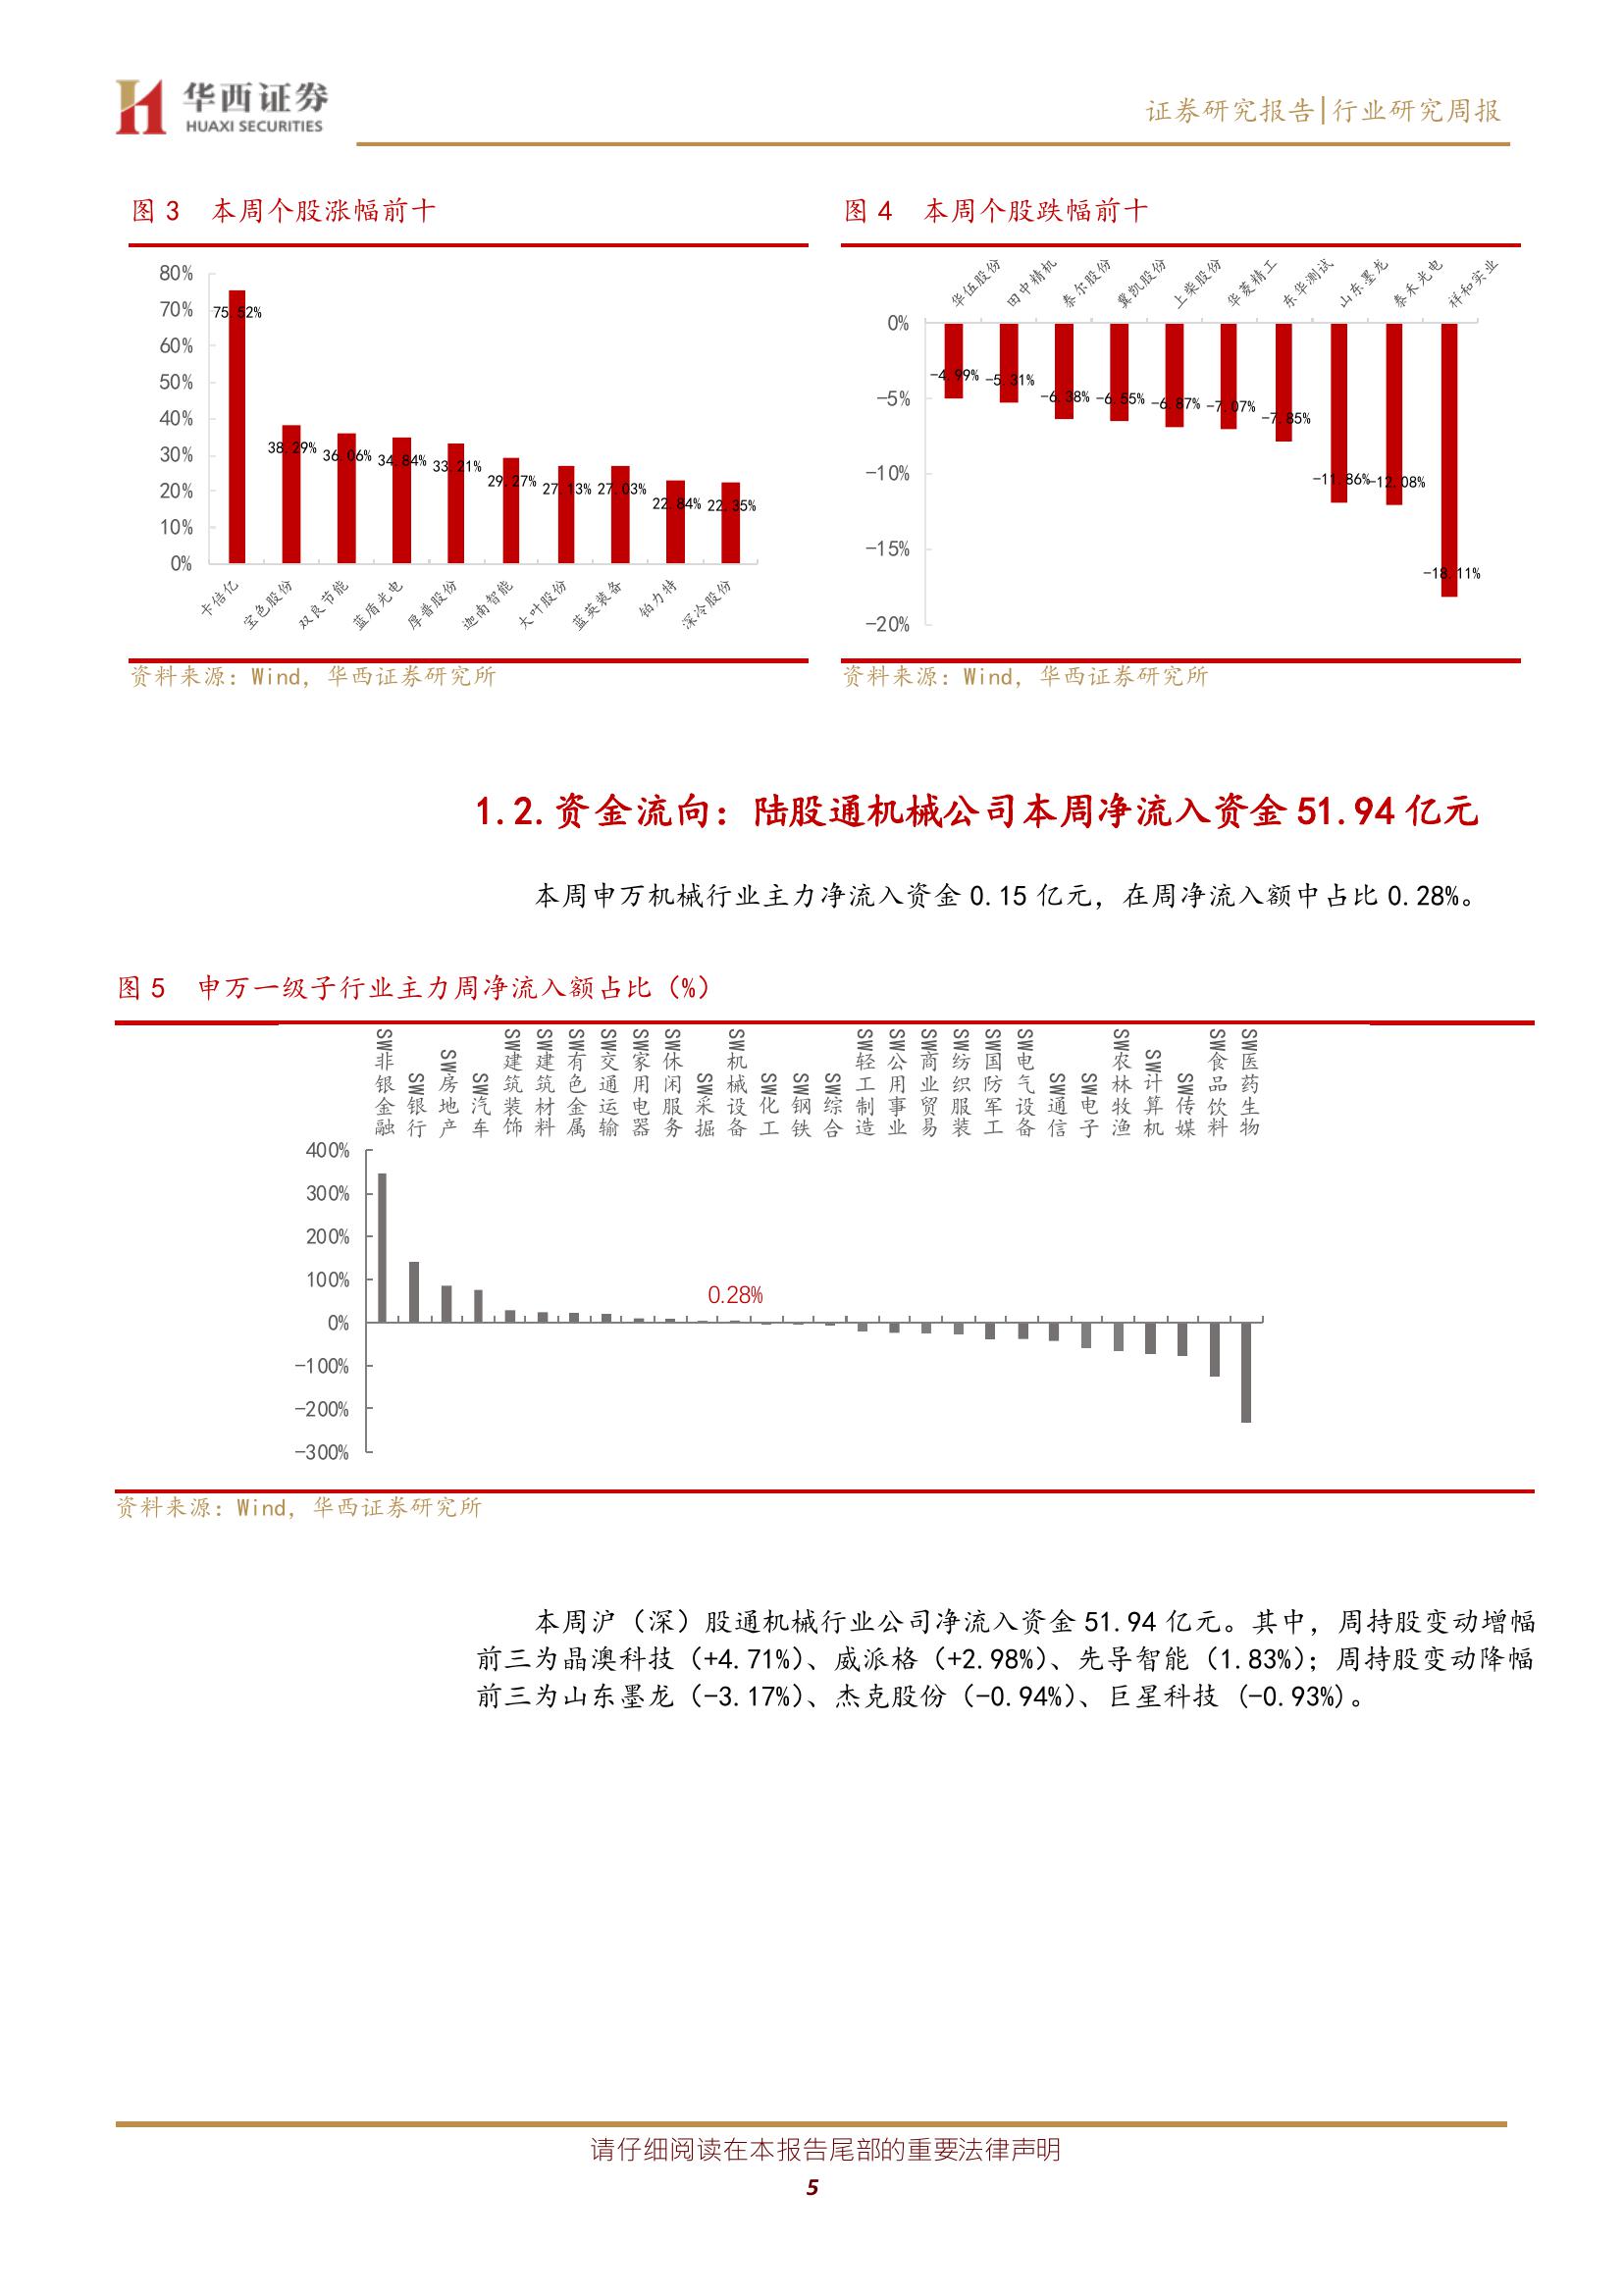 华西证券
HUAXI SECURITIES
证券研究报告|行业研究周报
图 3 本周个股涨幅前十
80%
70%
60%
50%
40%
30%
20%
10%
0%
75.52%
38.29%
36.06%
34.84%
33.21%
29.27%
27.13%
27.03%
22.84%
22.35%
卡倍亿
宝色股份
双良节能
蓝盾光电
厚普股份
迦南智能
大叶股份
蓝英装备
铂力特
深冷股份
资料来源：Wind，华西证券研究所
图 4 本周个股跌幅前十
华伍股份
田中精机
泰尔股份
冀凯股份
上柴股份
华菱精工
东华测试
山东墨龙
泰禾光电
祥和实业
0%
-5%
-10%
-15%
-20%
-4.99%
-5.31%
-6.38%
-6.55%
-6.87%
-7.07%
-7.85%
-11.86%
-12.08%
-18.11%
资料来源：Wind，华西证券研究所
1.2.资金流向：陆股通机械公司本周净流入资金 51.94 亿元
本周申万机械行业主力净流入资金 0.15 亿元，在周净流入额中占比 0.28%。
图 5 申万一级子行业主力周净流入额占比（%）
SW非银金融
SW银行
SW房地产
SW汽车
SW建筑装饰
SW建筑材料
SW有色金属
SW交通运输
SW家用电器
SW休闲服务
SW采掘
SW机械设备
SW化工
SW钢铁
SW综合
SW轻工制造
SW公用事业
SW商业贸易
SW纺织服装
SW国防军工
SW电气设备
SW通信
SW电子
SW农林牧渔
SW计算机
SW传媒
SW食品饮料
SW医药生物
400%
300%
200%
100%
0%
-100%
-200%
-300%
0.28%
资料来源：Wind，华西证券研究所
本周沪（深）股通机械行业公司净流入资金 51.94 亿元。其中，周持股变动增幅
前三为晶澳科技（+4.71%）、威派格（+2.98%）、先导智能（1.83%）；周持股变动降幅
前三为山东墨龙（-3.17%）、杰克股份（-0.94%）、巨星科技（-0.93%）。
请仔细阅读在本报告尾部的重要法律声明
5